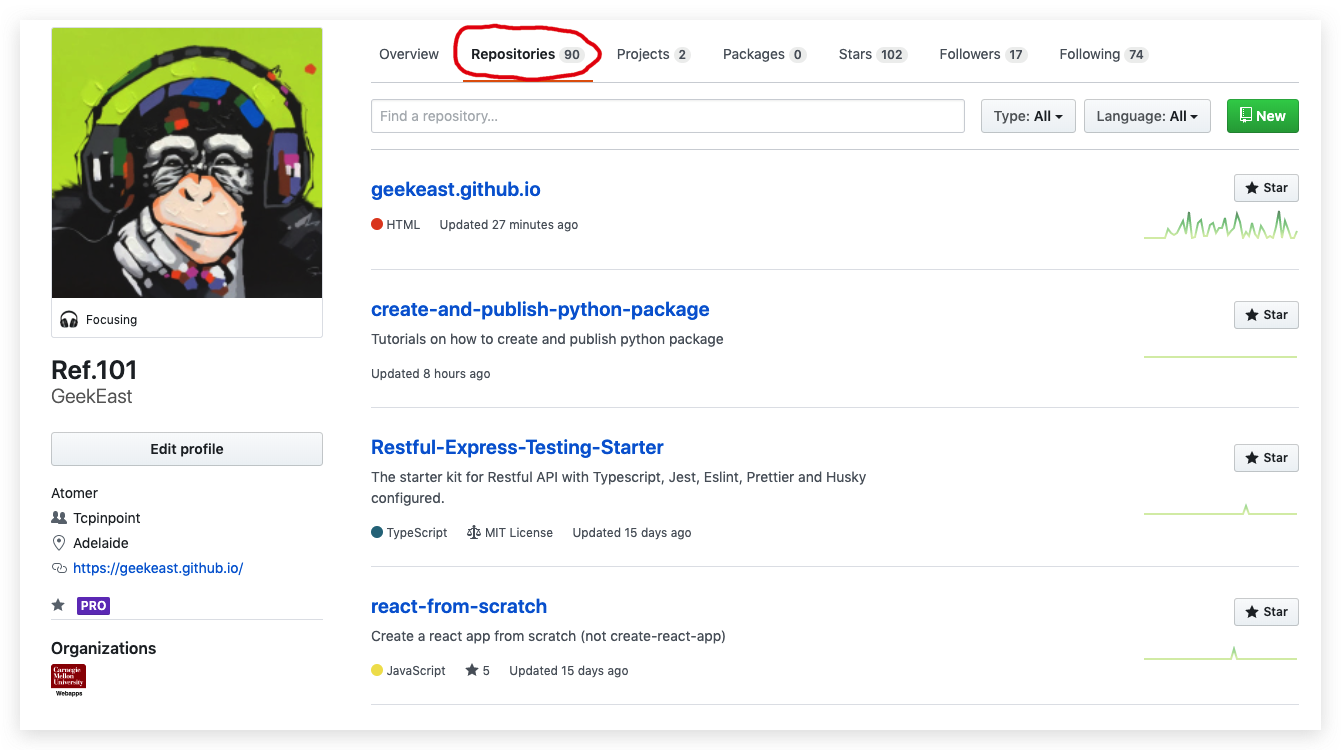 Overview Repositories 90 Projects 2 Packages 0 Stars 102 Followers 17 Following 74
Find a repository... Type: All Language: All New
geekeast.github.io Star
HTML Updated 27 minutes ago
create-and-publish-python-package Star
Tutorials on how to create and publish python package
Updated 8 hours ago
Restful-Express-Testing-Starter Star
The starter kit for Restful API with Typescript, Jest, Eslint, Prettier and Husky
configured.
TypeScript MIT License Updated 15 days ago
react-from-scratch Star
Create a react app from scratch (not create-react-app)
JavaScript 5 Updated 15 days ago
Focusing
Ref.101
GeekEast
Edit profile
Atomer
Tcpinpoint
Adelaide
https://geekeast.github.io/
PRO
Organizations
Carnegie
Mellon
University
Webapps